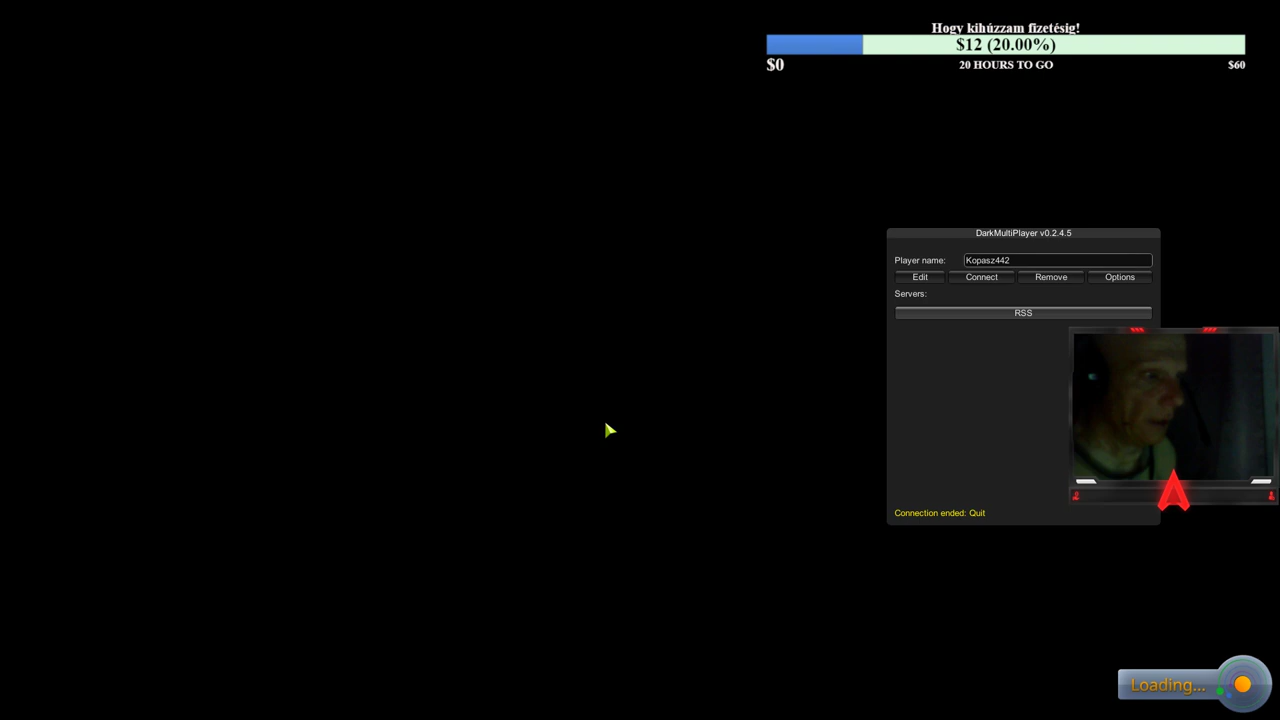 Hogy kihúzzam fizetésig!
$12 (20.00%)
$0 20 HOURS TO GO $60
DarkMultiPlayer v0.2.4.5
Player name: Kopasz442
Edit Connect Remove Options
Servers:
RSS
Connection ended: Quit
Loading...